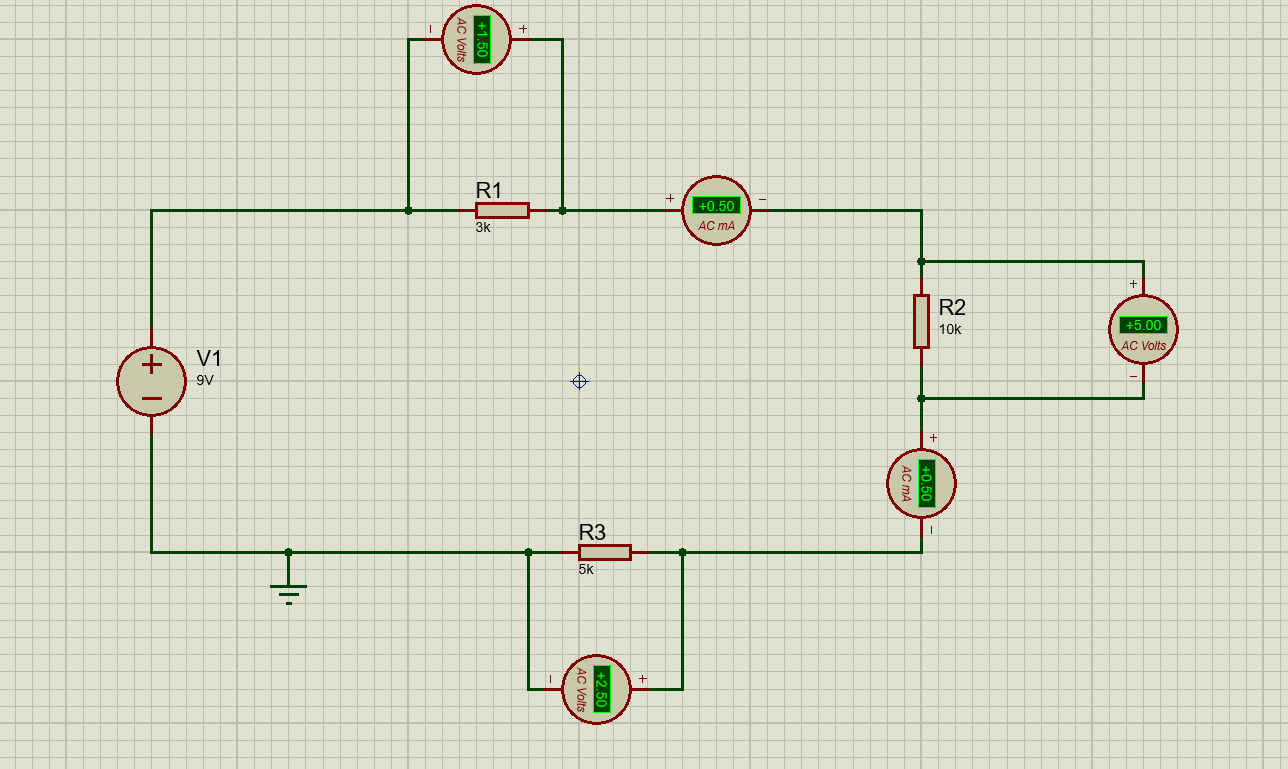 − +
+1.50
AC Volts
R1
3k
+ −
+0.50
AC mA
R2
10k
+
+5.00
AC Volts
−
V1
9V
+
−
+
+0.50
AC mA
−
R3
5k
− +
+2.50
AC Volts